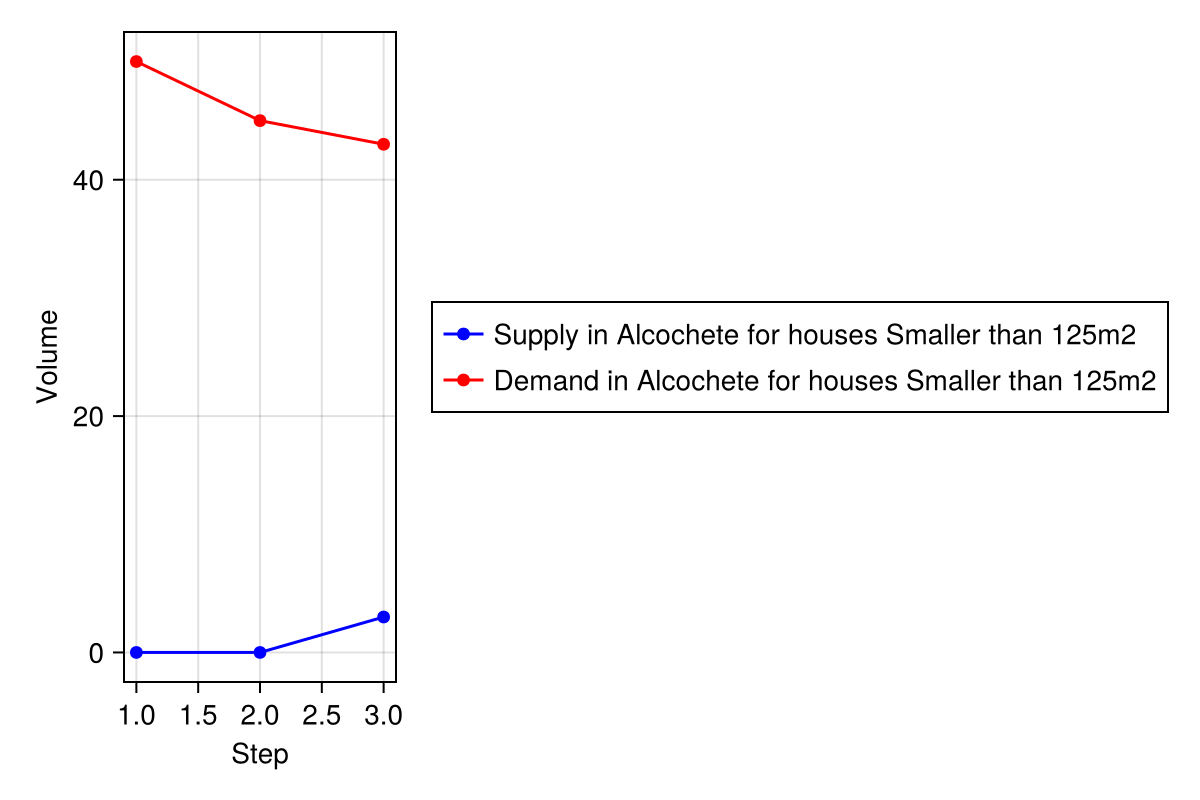 Volume
40
20
0
1.0 1.5 2.0 2.5 3.0
Step
Supply in Alcochete for houses Smaller than 125m2
Demand in Alcochete for houses Smaller than 125m2